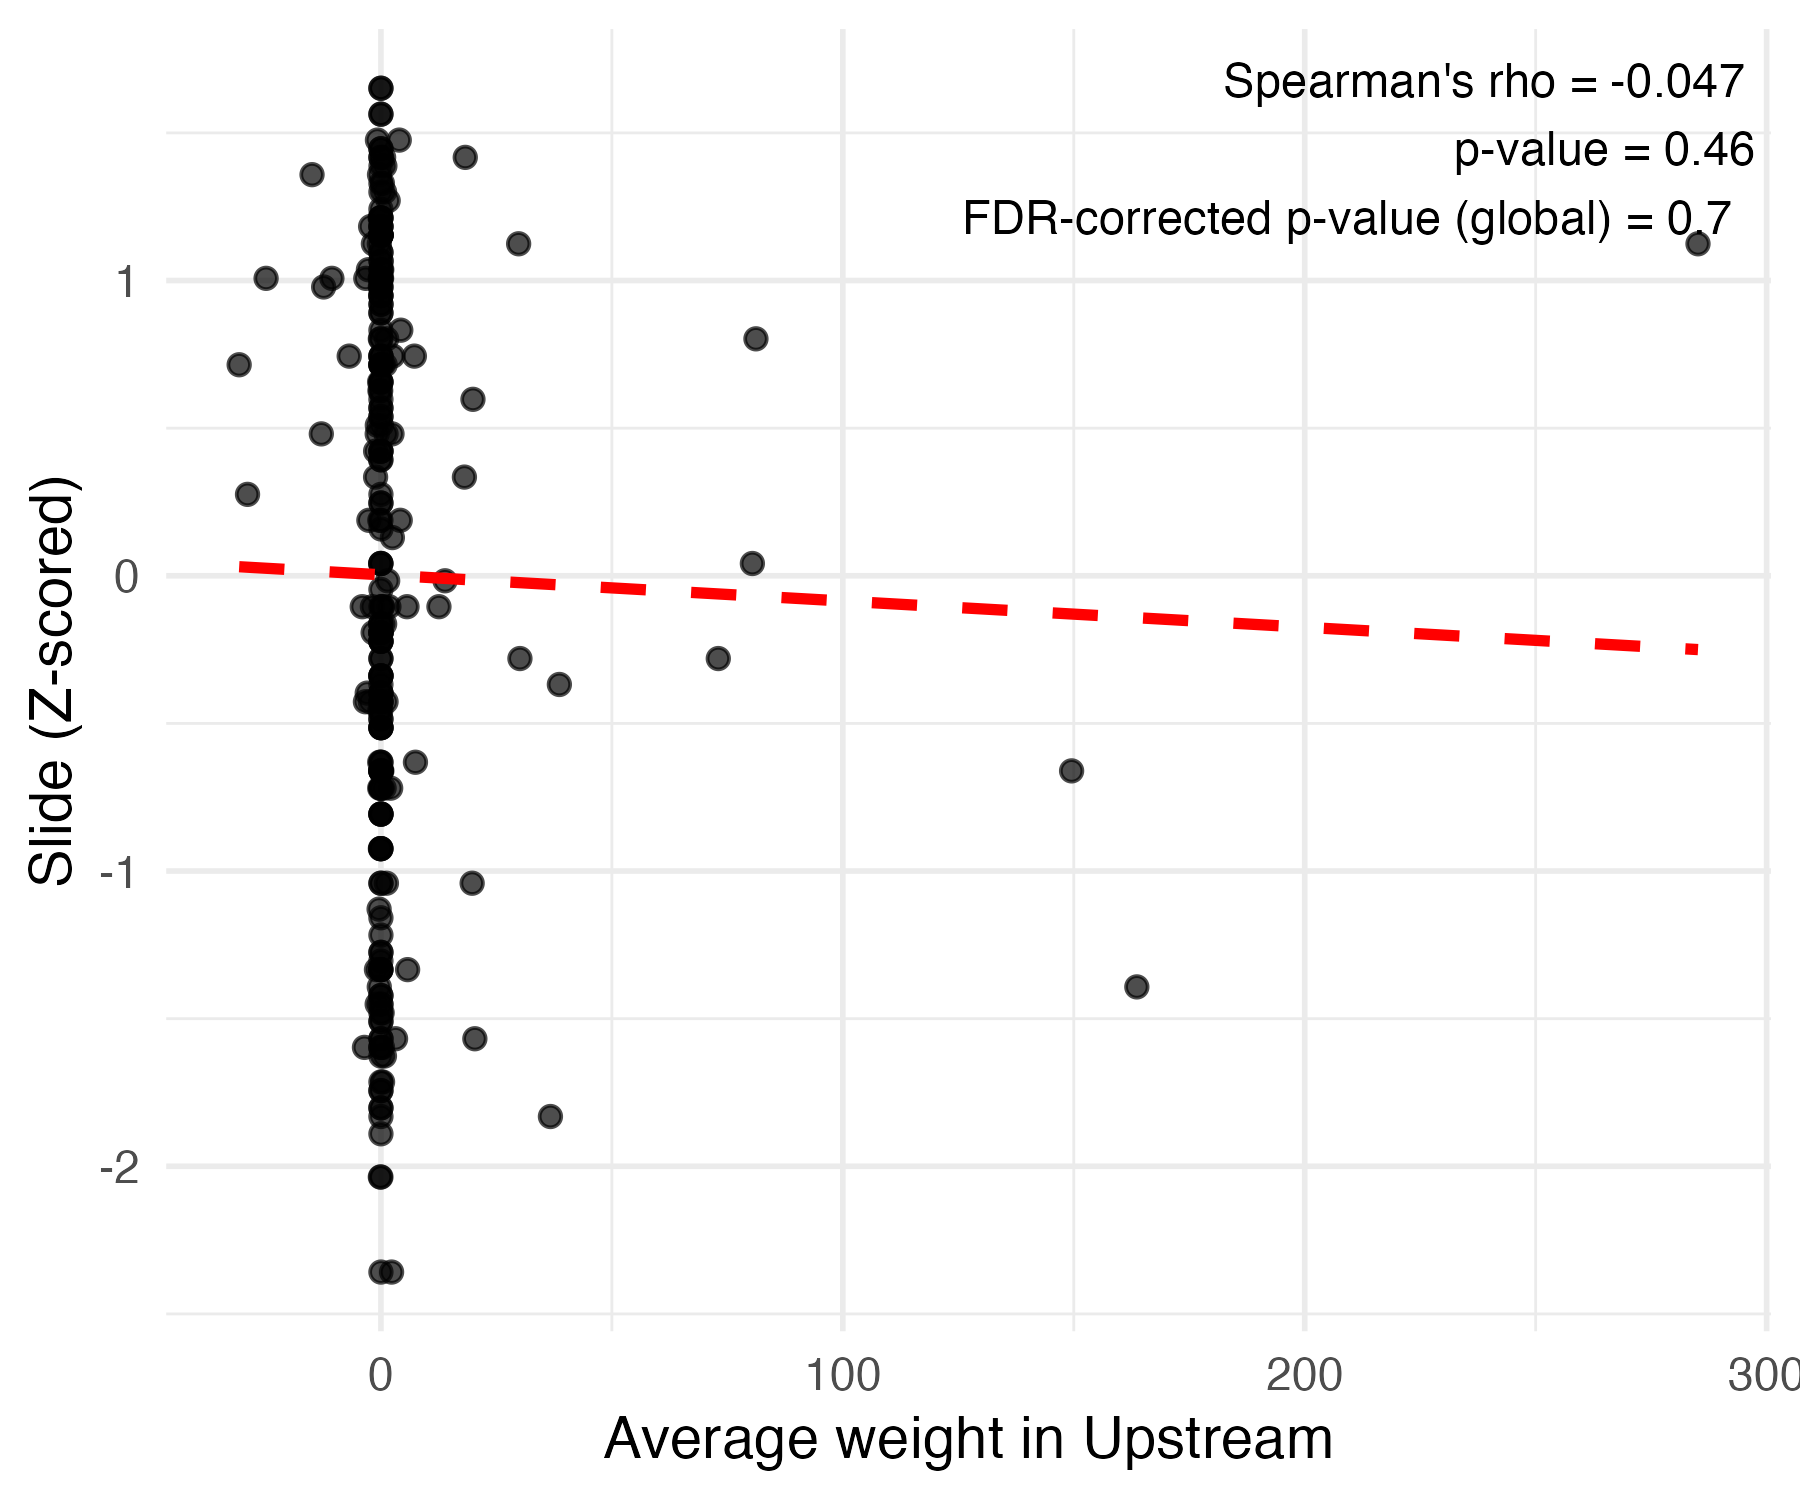 Spearman's rho = -0.047
p-value = 0.46
FDR-corrected p-value (global) = 0.7
Slide (Z-scored)
1
0
-1
-2
0
100
200
300
Average weight in Upstream